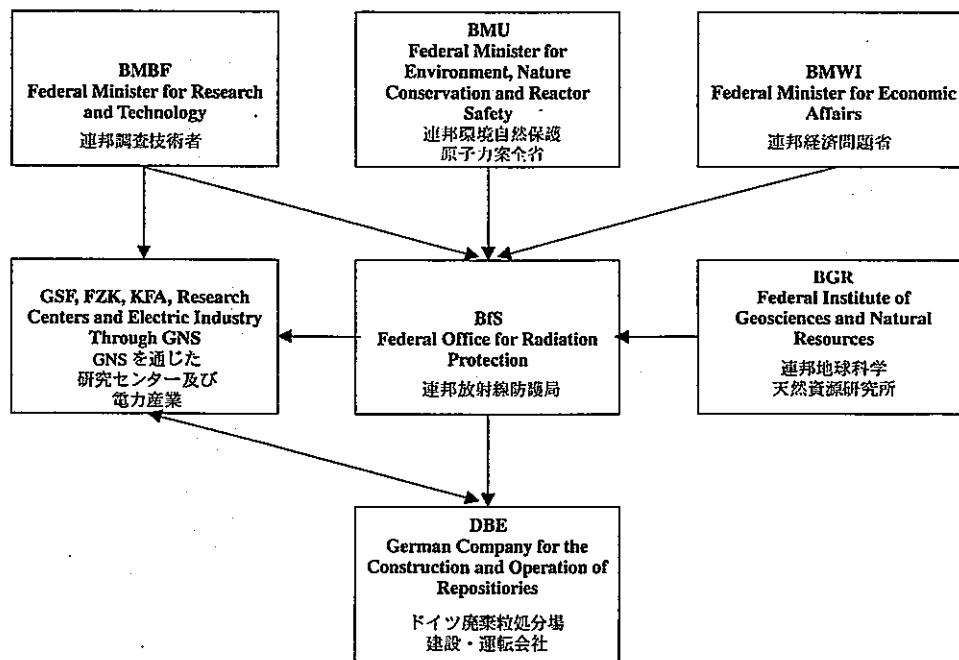 BMBF
Federal Minister for Research
and Technology
連邦調査技術者
BMU
Federal Minister for
Environment, Nature
Conservation and Reactor
Safety
連邦環境自然保護
原子力案全省
BMWI
Federal Minister for Economic
Affairs
連邦経済問題省
GSF, FZK, KFA, Research
Centers and Electric Industry
Through GNS
GNS を通じた
研究センター及び
電力産業
BfS
Federal Office for Radiation
Protection
連邦放射線防護局
BGR
Federal Institute of
Geosciences and Natural
Resources
連邦地球科学
天然資源研究所
DBE
German Company for the
Construction and Operation of
Repositiories
ドイツ廃棄粒処分場
建設・運転会社